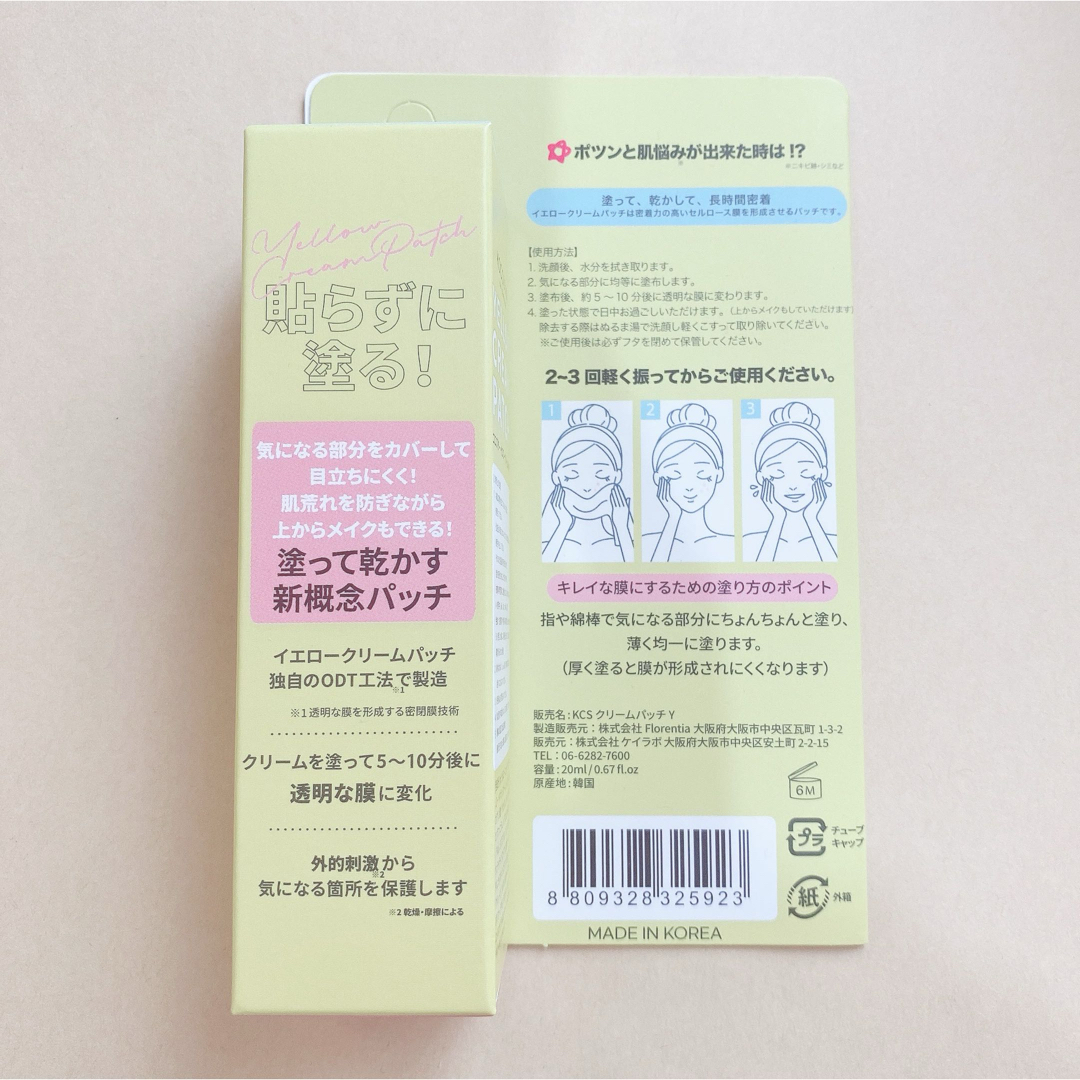 Yellow
Cream Patch
貼らずに
塗る!
気になる部分をカバーして
目立ちにくく!
肌荒れを防ぎながら
上からメイクもできる!
塗って乾かす
新概念パッチ
イエロークリームパッチ
独自のODT工法で製造
※1
※1透明な膜を形成する密閉膜技術
クリームを塗って5〜10分後に
透明な膜に変化
外的刺激から
※2
気になる箇所を保護します
※2 乾燥・摩擦による
ポツンと肌悩みが出来た時は!?
※ニキビ跡・シミなど
塗って、乾かして、長時間密着
イエロークリームパッチは密着力の高いセルロース膜を形成させるパッチです。
【使用方法】
1. 洗顔後、水分を拭き取ります。
2. 気になる部分に均等に塗布します。
3. 塗布後、約5〜10分後に透明な膜に変わります。
4. 塗った状態で日中お過ごしいただけます。(上からメイクもしていただけます)
除去する際はぬるま湯で洗顔し軽くこすって取り除いてください。
※ご使用後は必ずフタを閉めて保管してください。
2~3回軽く振ってからご使用ください。
1 2 3
キレイな膜にするための塗り方のポイント
指や綿棒で気になる部分にちょんちょんと塗り、
薄く均一に塗ります。
(厚く塗ると膜が形成されにくくなります)
販売名:KCS クリームパッチ Y
製造販売元:株式会社 Florentia 大阪府大阪市中央区瓦町 1-3-2
販売元:株式会社 ケイラボ 大阪府大阪市中央区安土町 2-2-15
TEL:06-6282-7600
容量:20ml/0.67 fl.oz
原産地:韓国
6M
プラ
チューブ
キャップ
紙
外箱
8 809328 325923
MADE IN KOREA